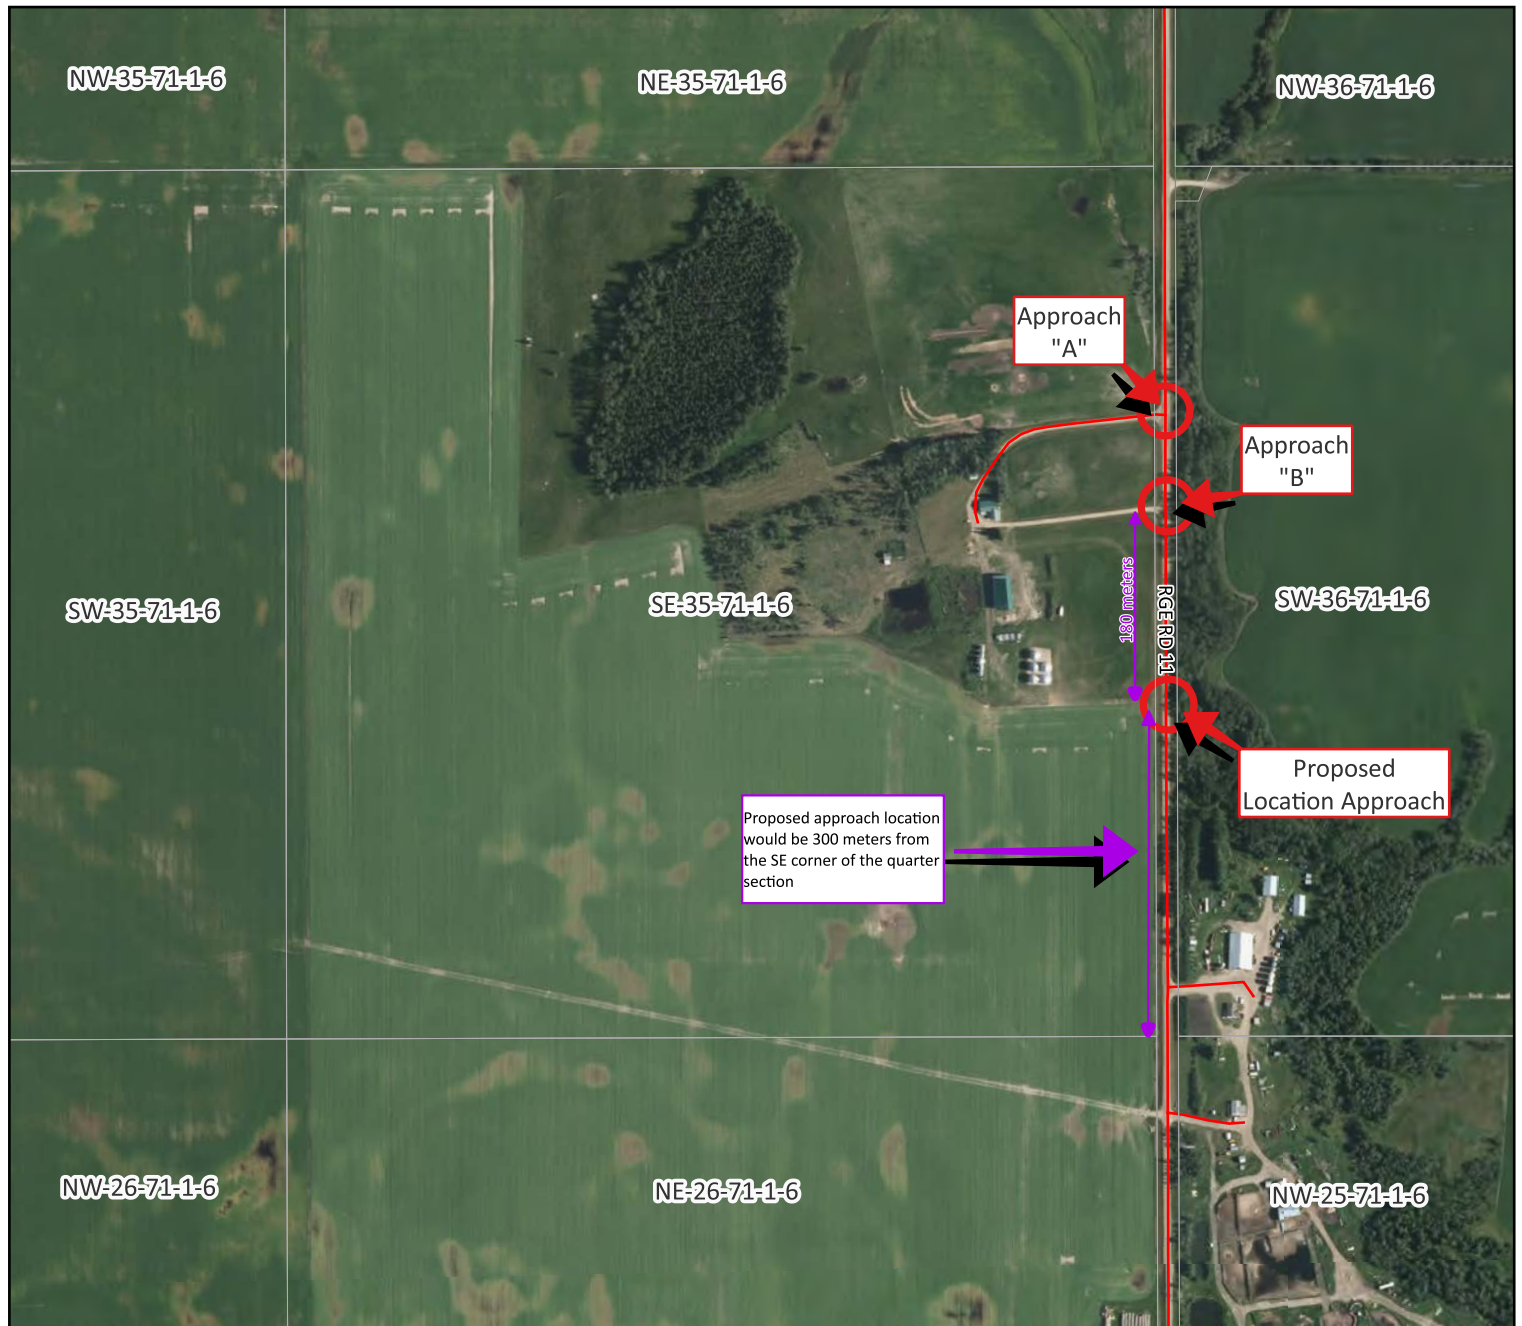 NW-35-71-1-6
NE-35-71-1-6
NW-36-71-1-6
Approach
"A"
Approach
"B"
180 meters
RGE RD 11
SW-35-71-1-6
SE-35-71-1-6
SW-36-71-1-6
Proposed
Location Approach
Proposed approach location
would be 300 meters from
the SE corner of the quarter
section
NW-26-71-1-6
NE-26-71-1-6
NW-25-71-1-6